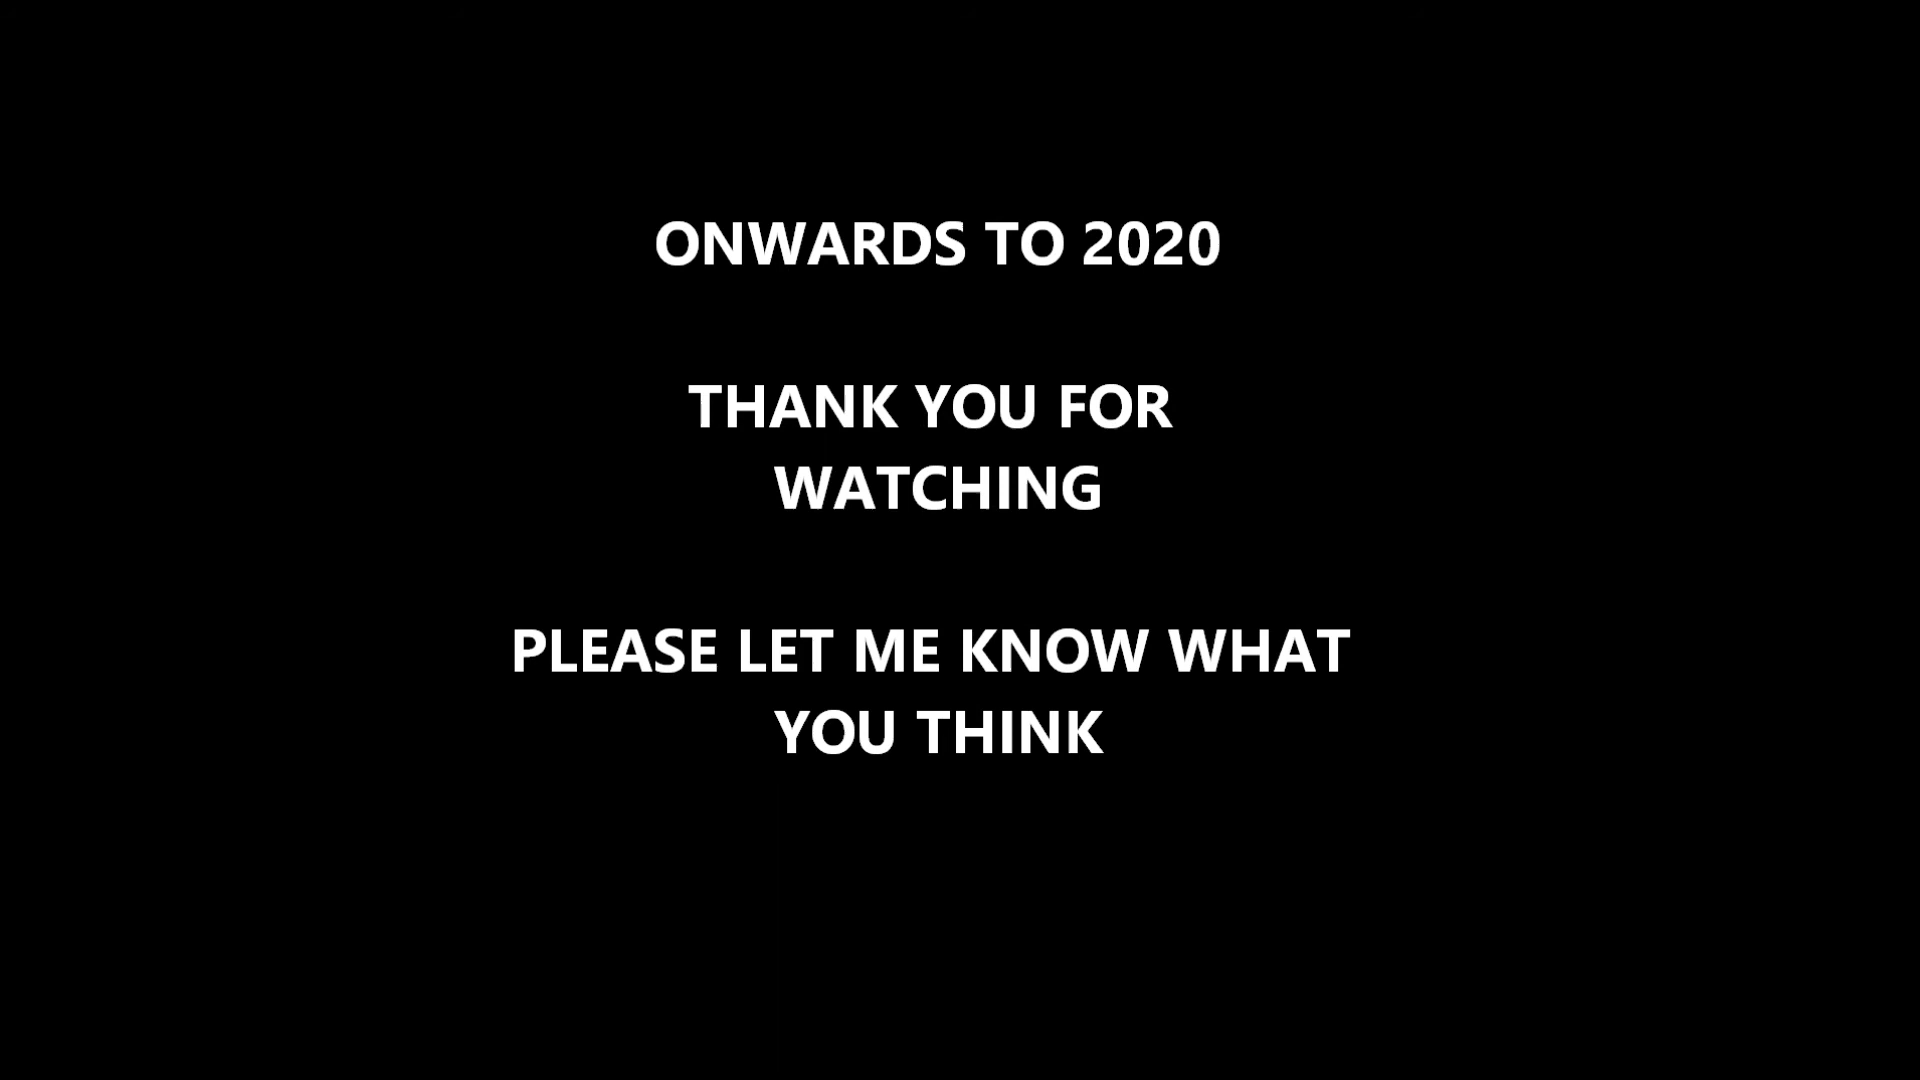 ONWARDS TO 2020
THANK YOU FOR
WATCHING
PLEASE LET ME KNOW WHAT
YOU THINK